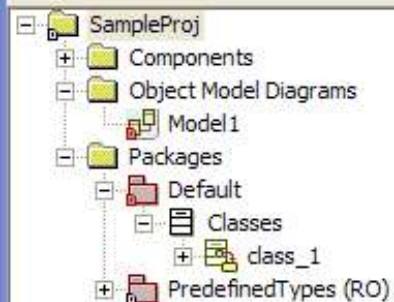 SampleProj
Components
Object Model Diagrams
Model1
Packages
Default
Classes
class_1
PredefinedTypes (RO)